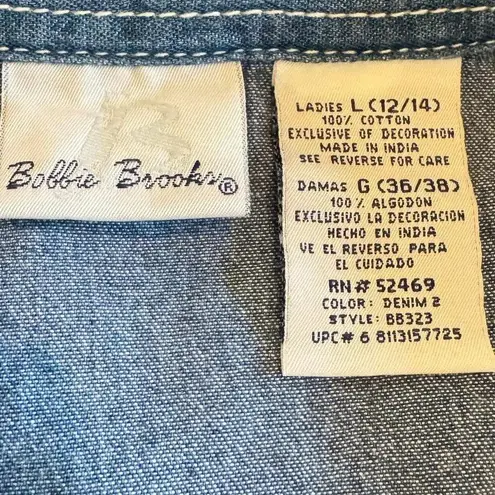 Bobbie Brooks®
LADIES L (12/14)
100% COTTON
EXCLUSIVE OF DECORATION
MADE IN INDIA
SEE REVERSE FOR CARE
DAMAS G (36/38)
100% ALGODON
EXCLUSIVO LA DECORACION
HECHO EN INDIA
VE EL REVERSO PARA
EL CUIDADO
RN# 52469
COLOR: DENIM 2
STYLE: BB323
UPC# 6 8113157725